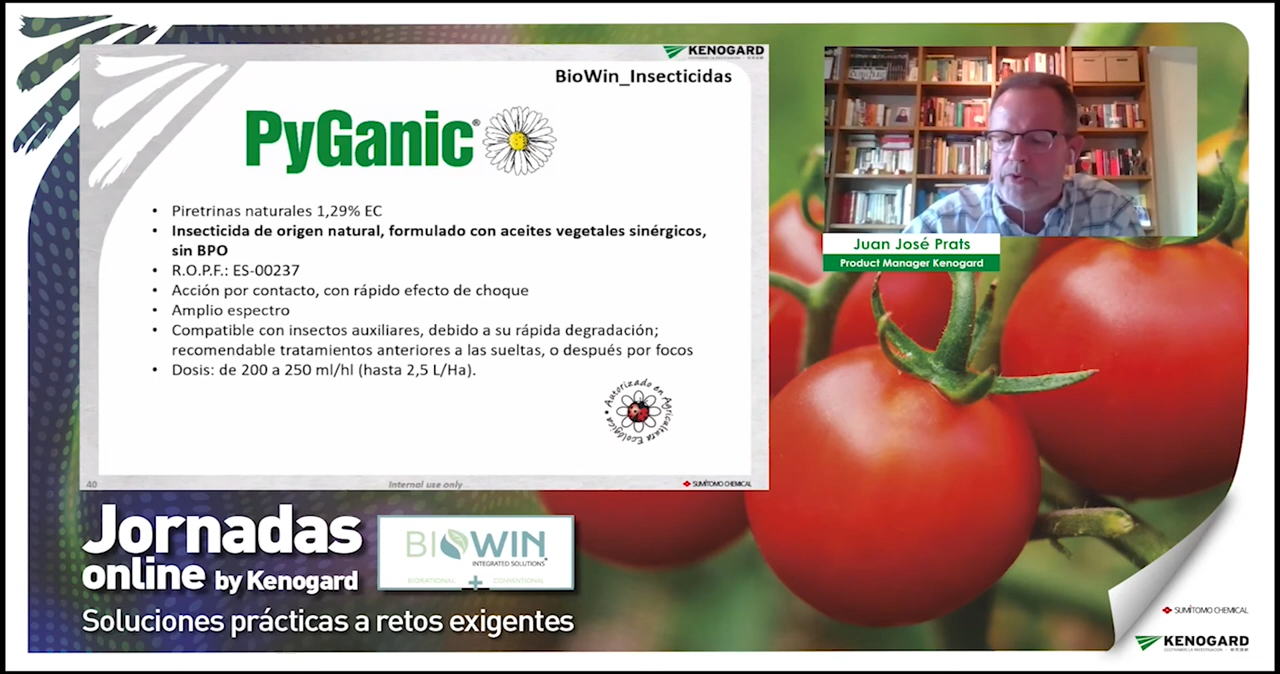 KENOGARD
BioWin_Insecticidas
PyGanic®
• Piretrinas naturales 1,29% EC
• Insecticida de origen natural, formulado con aceites vegetales sinérgicos,
sin BPO
• R.O.P.F.: ES-00237
• Acción por contacto, con rápido efecto de choque
• Amplio espectro
• Compatible con insectos auxiliares, debido a su rápida degradación;
recomendable tratamientos anteriores a las sueltas, o después por focos
• Dosis: de 200 a 250 ml/hl (hasta 2,5 L/Ha).
Autorizado en Agricultura Ecológica •
40
Internal use only
SUMITOMO CHEMICAL
Juan José Prats
Product Manager Kenogard
Jornadas
online by Kenogard
BIOWIN
INTEGRATED SOLUTIONS™
BIORATIONAL + CONVENTIONAL
Soluciones prácticas a retos exigentes
SUMITOMO CHEMICAL
KENOGARD